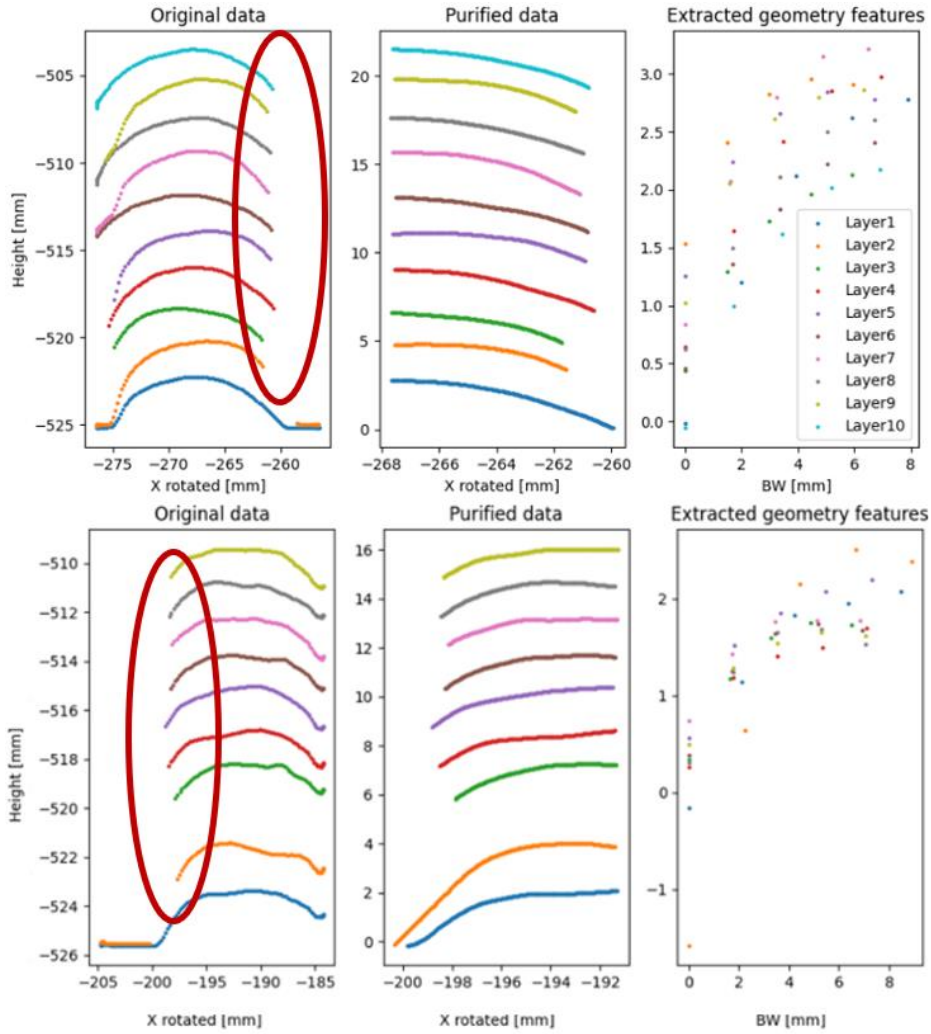 Original data
Purified data
Extracted geometry features
Height [mm]
−505
−510
−515
−520
−525
−275
−270
−265
−260
X rotated [mm]
20
15
10
5
0
−268
−266
−264
−262
−260
X rotated [mm]
3.0
2.5
2.0
1.5
1.0
0.5
0.0
0
2
4
6
8
BW [mm]
Layer1
Layer2
Layer3
Layer4
Layer5
Layer6
Layer7
Layer8
Layer9
Layer10
Original data
Purified data
Extracted geometry features
Height [mm]
−510
−512
−514
−516
−518
−520
−522
−524
−526
−205
−200
−195
−190
−185
X rotated [mm]
16
14
12
10
8
6
4
2
0
−200
−198
−196
−194
−192
X rotated [mm]
2
1
0
−1
0
2
4
6
8
BW [mm]